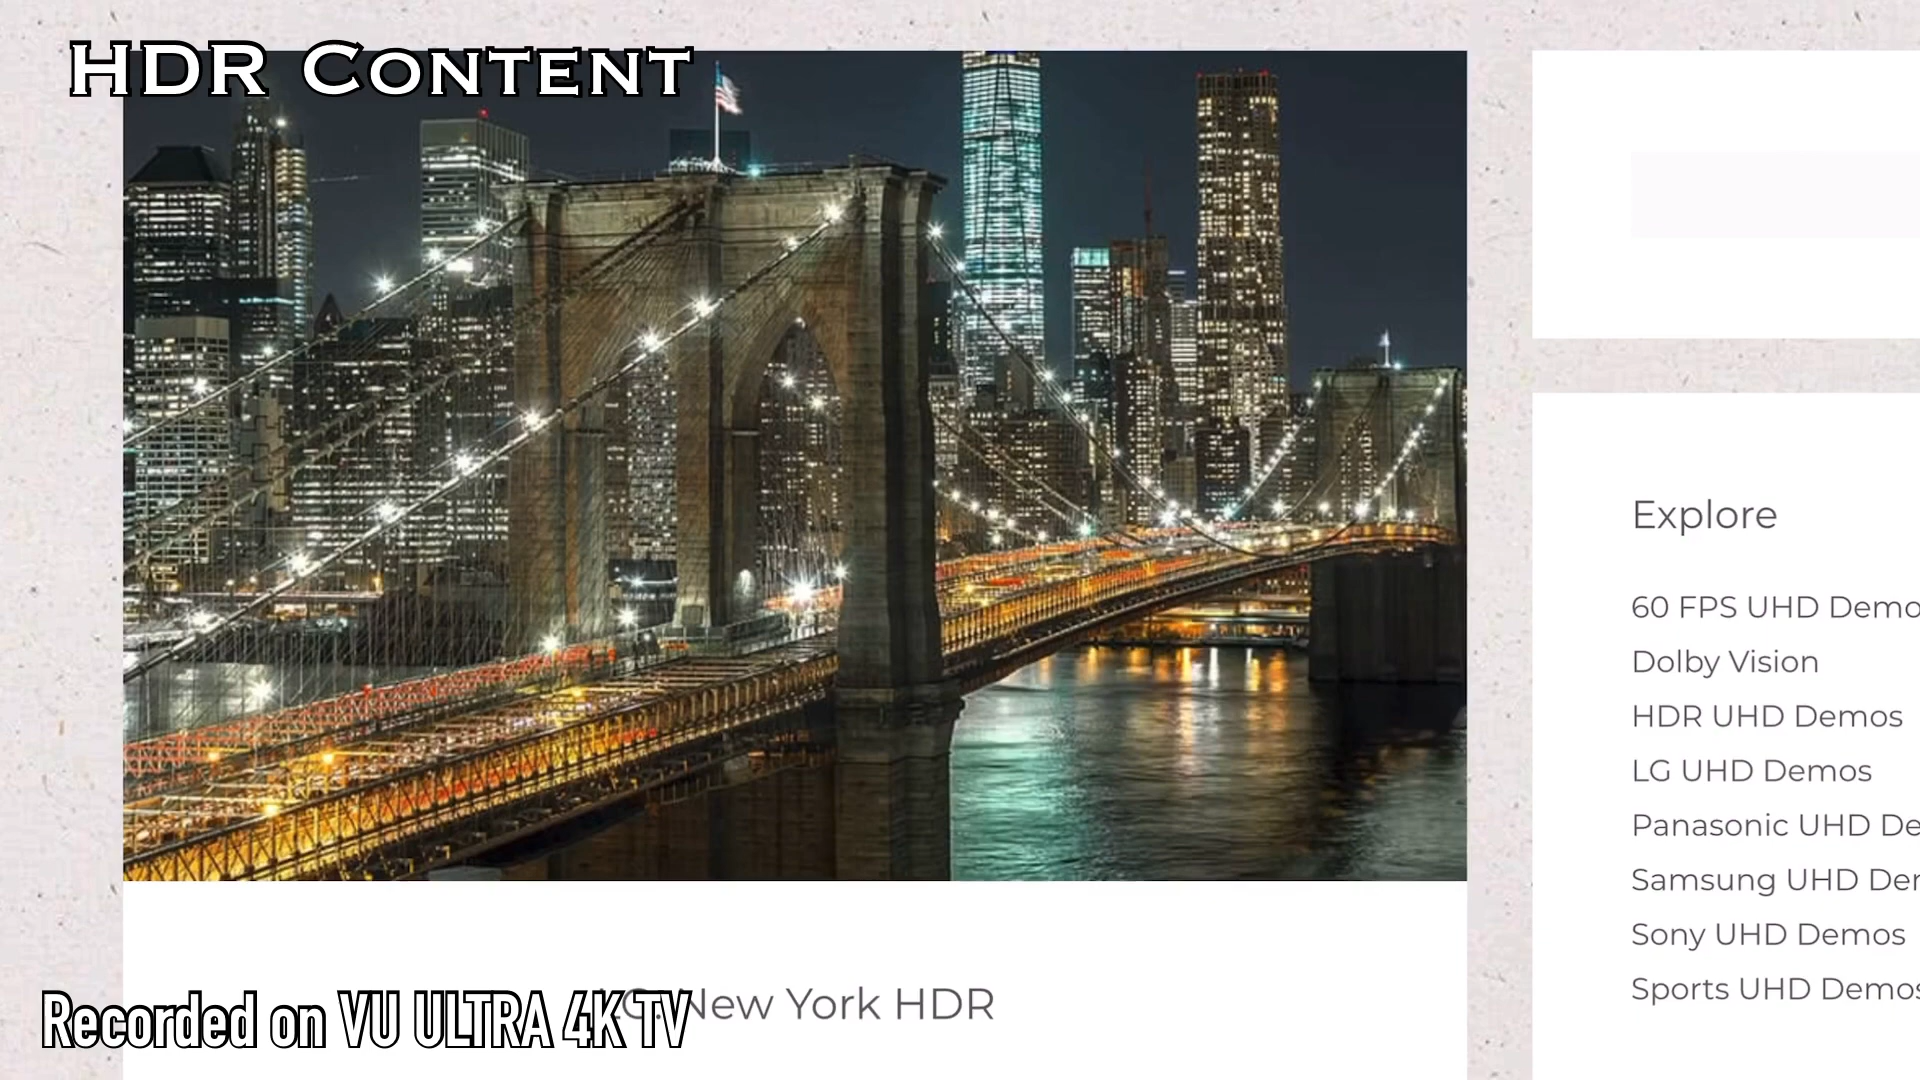 HDR Content
Explore
60 FPS UHD Demo
Dolby Vision
HDR UHD Demos
LG UHD Demos
Panasonic UHD De
Samsung UHD Der
Sony UHD Demos
Sports UHD Demos
New York HDR
Recorded on VU ULTRA 4K TV